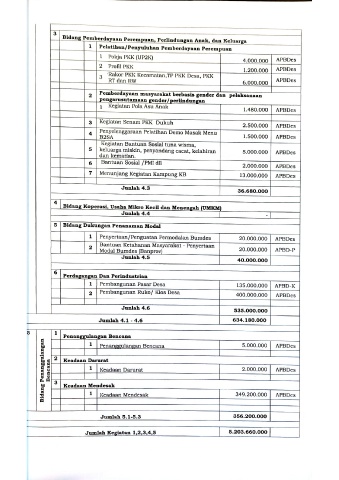 3 Bidang Pemberdayaan Perempuan, Perlindungan Anak, dan Keluarga
1 Pelatihan/Penyuluhan Pemberdayaan Perempuan
1 Pokja PKK (UP2K) 4.000.000 APBDes
2 Profil PKK 1.200.000 APBDes
3 Rakor PKK Kecamatan,TP PKK Desa, PKK RT dan RW 6.000.000 APBDes
2 Pemberdayaan masyarakat berbasis gender dan pelaksanaan pengarusutamaan gender/perlindungan
1 Kegiatan Pola Asu Anak 1.480.000 APBDes
3 Kegiatan Senam PKK Dukuh 2.500.000 APBDes
4 Penyelenggaraan Pelatihan Demo Masak Menu B2SA 1.500.000 APBDes
5 Kegiatan Bantuan Sosial tuna wisma, keluarga miskin, penyandang cacat, kelahiran dan kematian. 5.000.000 APBDes
6 Bantuan Sosial /PMI dll 2.000.000 APBDes
7 Menunjang Kegiatan Kampung KB 13.000.000 APBDes
Jumlah 4.3 36.680.000
4 Bidang Koperasi, Usaha Mikro Kecil dan Menengah (UMKM)
Jumlah 4.4 -
5 Bidang Dukungan Penanaman Modal
1 Penyertaan/Penguatan Permodalan Bumdes 20.000.000 APBDes
2 Bantuan Ketahanan Masyarakat - Penyertaan Modal Bumdes (Banprov) 20.000.000 APBD-P
Jumlah 4.5 40.000.000
6 Perdagangan Dan Perindustrian
1 Pembangunan Pasar Desa 135.000.000 APBD-K
2 Pembangunan Ruko/ Kios Desa 400.000.000 APBDes
Jumlah 4.6 535.000.000
Jumlah 4.1 - 4.6 634.180.000
Bidang Penanggulangan Bencana
1 Penanggulangan Bencana
1 Penanggulangan Bencana 5.000.000 APBDes
2 Keadaan Darurat
1 Keadaan Darurat 2.000.000 APBDes
3 Keadaan Mendesak
1 Keadaan Mendesak 349.200.000 APBDes
Jumlah 5.1-5.3 356.200.000
Jumlah Kegiatan 1,2,3,4,5 5.203.660.000